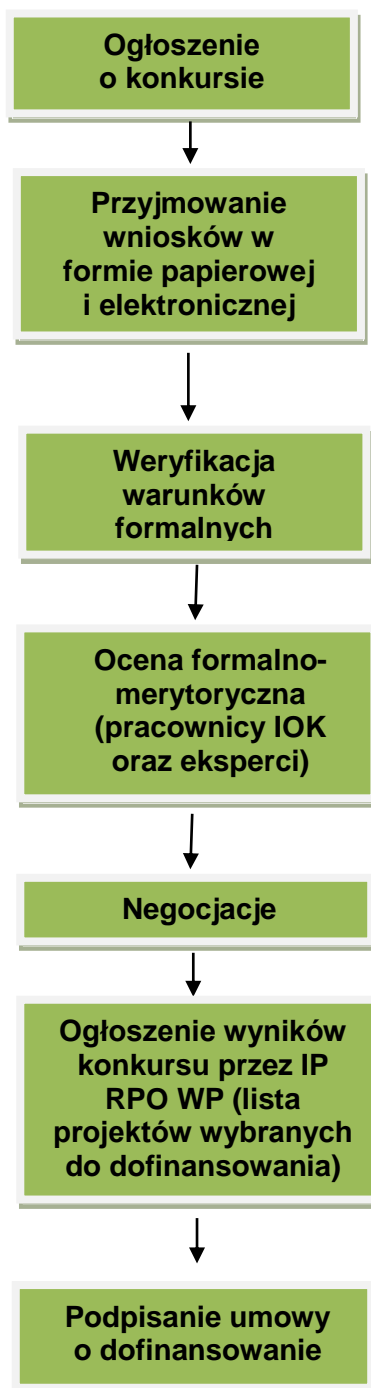 Ogłoszenie
o konkursie
Przyjmowanie
wniosków w
formie papierowej
i elektronicznej
Weryfikacja
warunków
formalnych
Ocena formalno-
merytoryczna
(pracownicy IOK
oraz eksperci)
Negocjacje
Ogłoszenie wyników
konkursu przez IP
RPO WP (lista
projektów wybranych
do dofinansowania)
Podpisanie umowy
o dofinansowanie